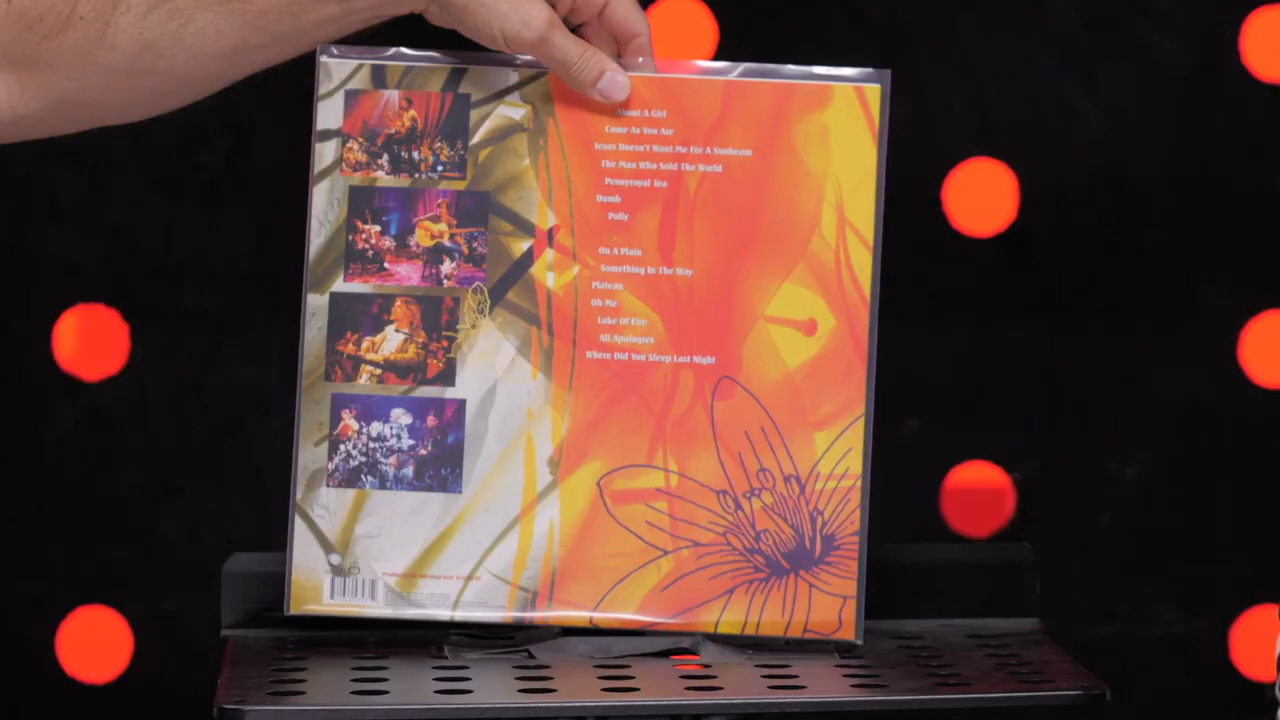 About A Girl
Come As You Are
Jesus Doesn't Want Me For A Sunbeam
The Man Who Sold The World
Pennyroyal Tea
Dumb
Polly
On A Plain
Something In The Way
Plateau
Oh Me
Lake Of Fire
All Apologies
Where Did You Sleep Last Night